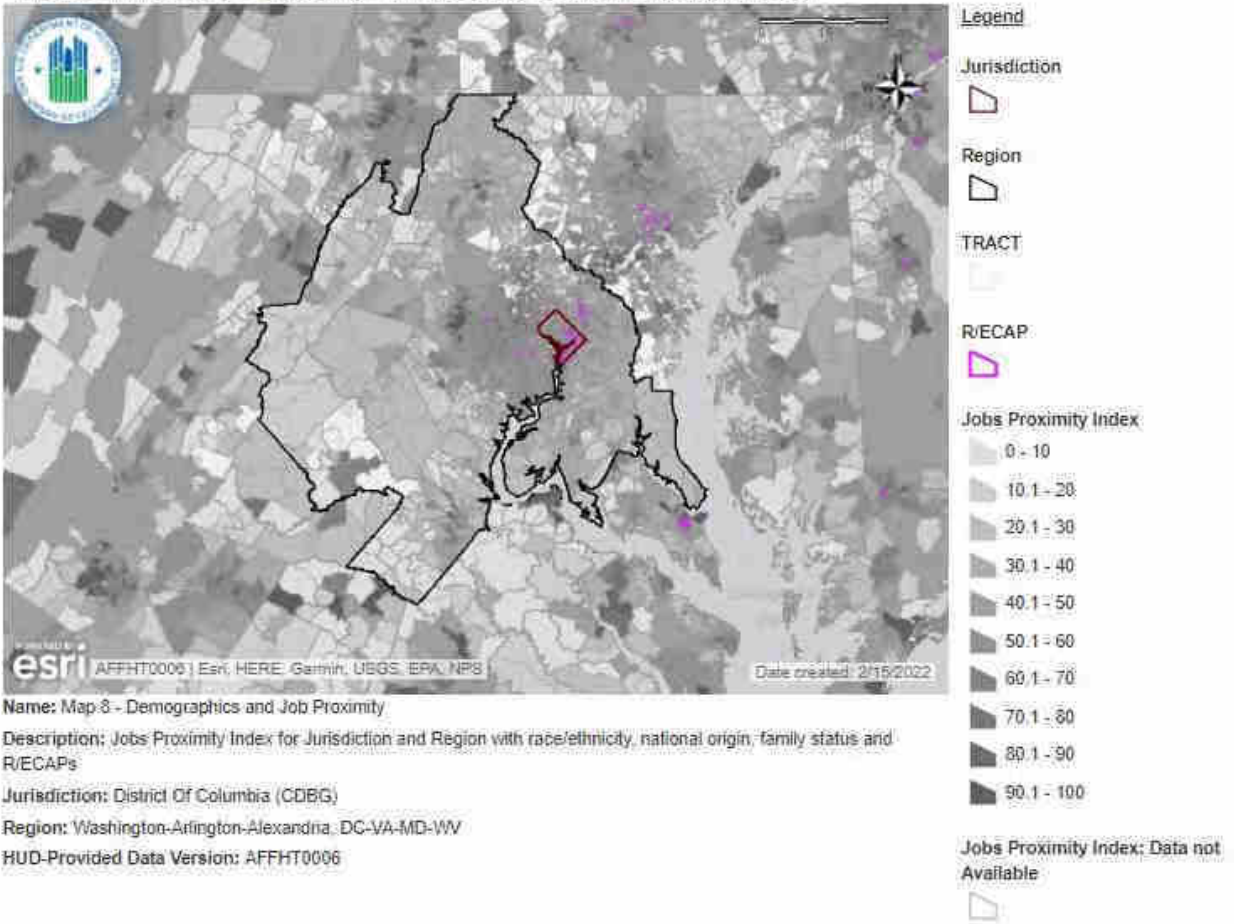 Legend
Jurisdiction
Region
TRACT
R/ECAP
Jobs Proximity Index
0 - 10
10.1 - 20
20.1 - 30
30.1 - 40
40.1 - 50
50.1 - 60
60.1 - 70
70.1 - 80
80.1 - 90
90.1 - 100
Jobs Proximity Index: Data not
Available
esri
AFFHT0006 | Esri, HERE, Garmin, USGS, EPA, NPS
Date created: 2/15/2022
Name: Map 8 - Demographics and Job Proximity
Description: Jobs Proximity Index for Jurisdiction and Region with race/ethnicity, national origin, family status and
R/ECAPs
Jurisdiction: District Of Columbia (CDBG)
Region: Washington-Arlington-Alexandria, DC-VA-MD-WV
HUD-Provided Data Version: AFFHT0006